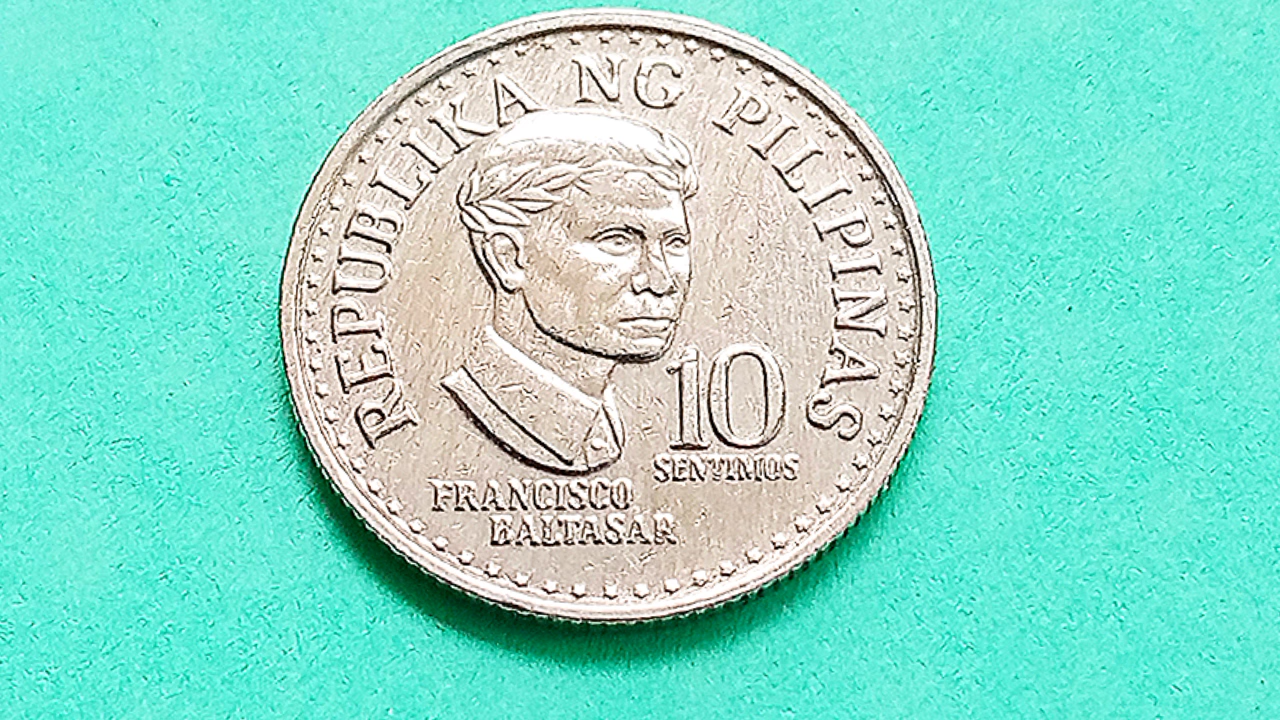 REPUBLIKA NG PILIPINAS
10
SENTIMOS
FRANCISCO
BALTASAR